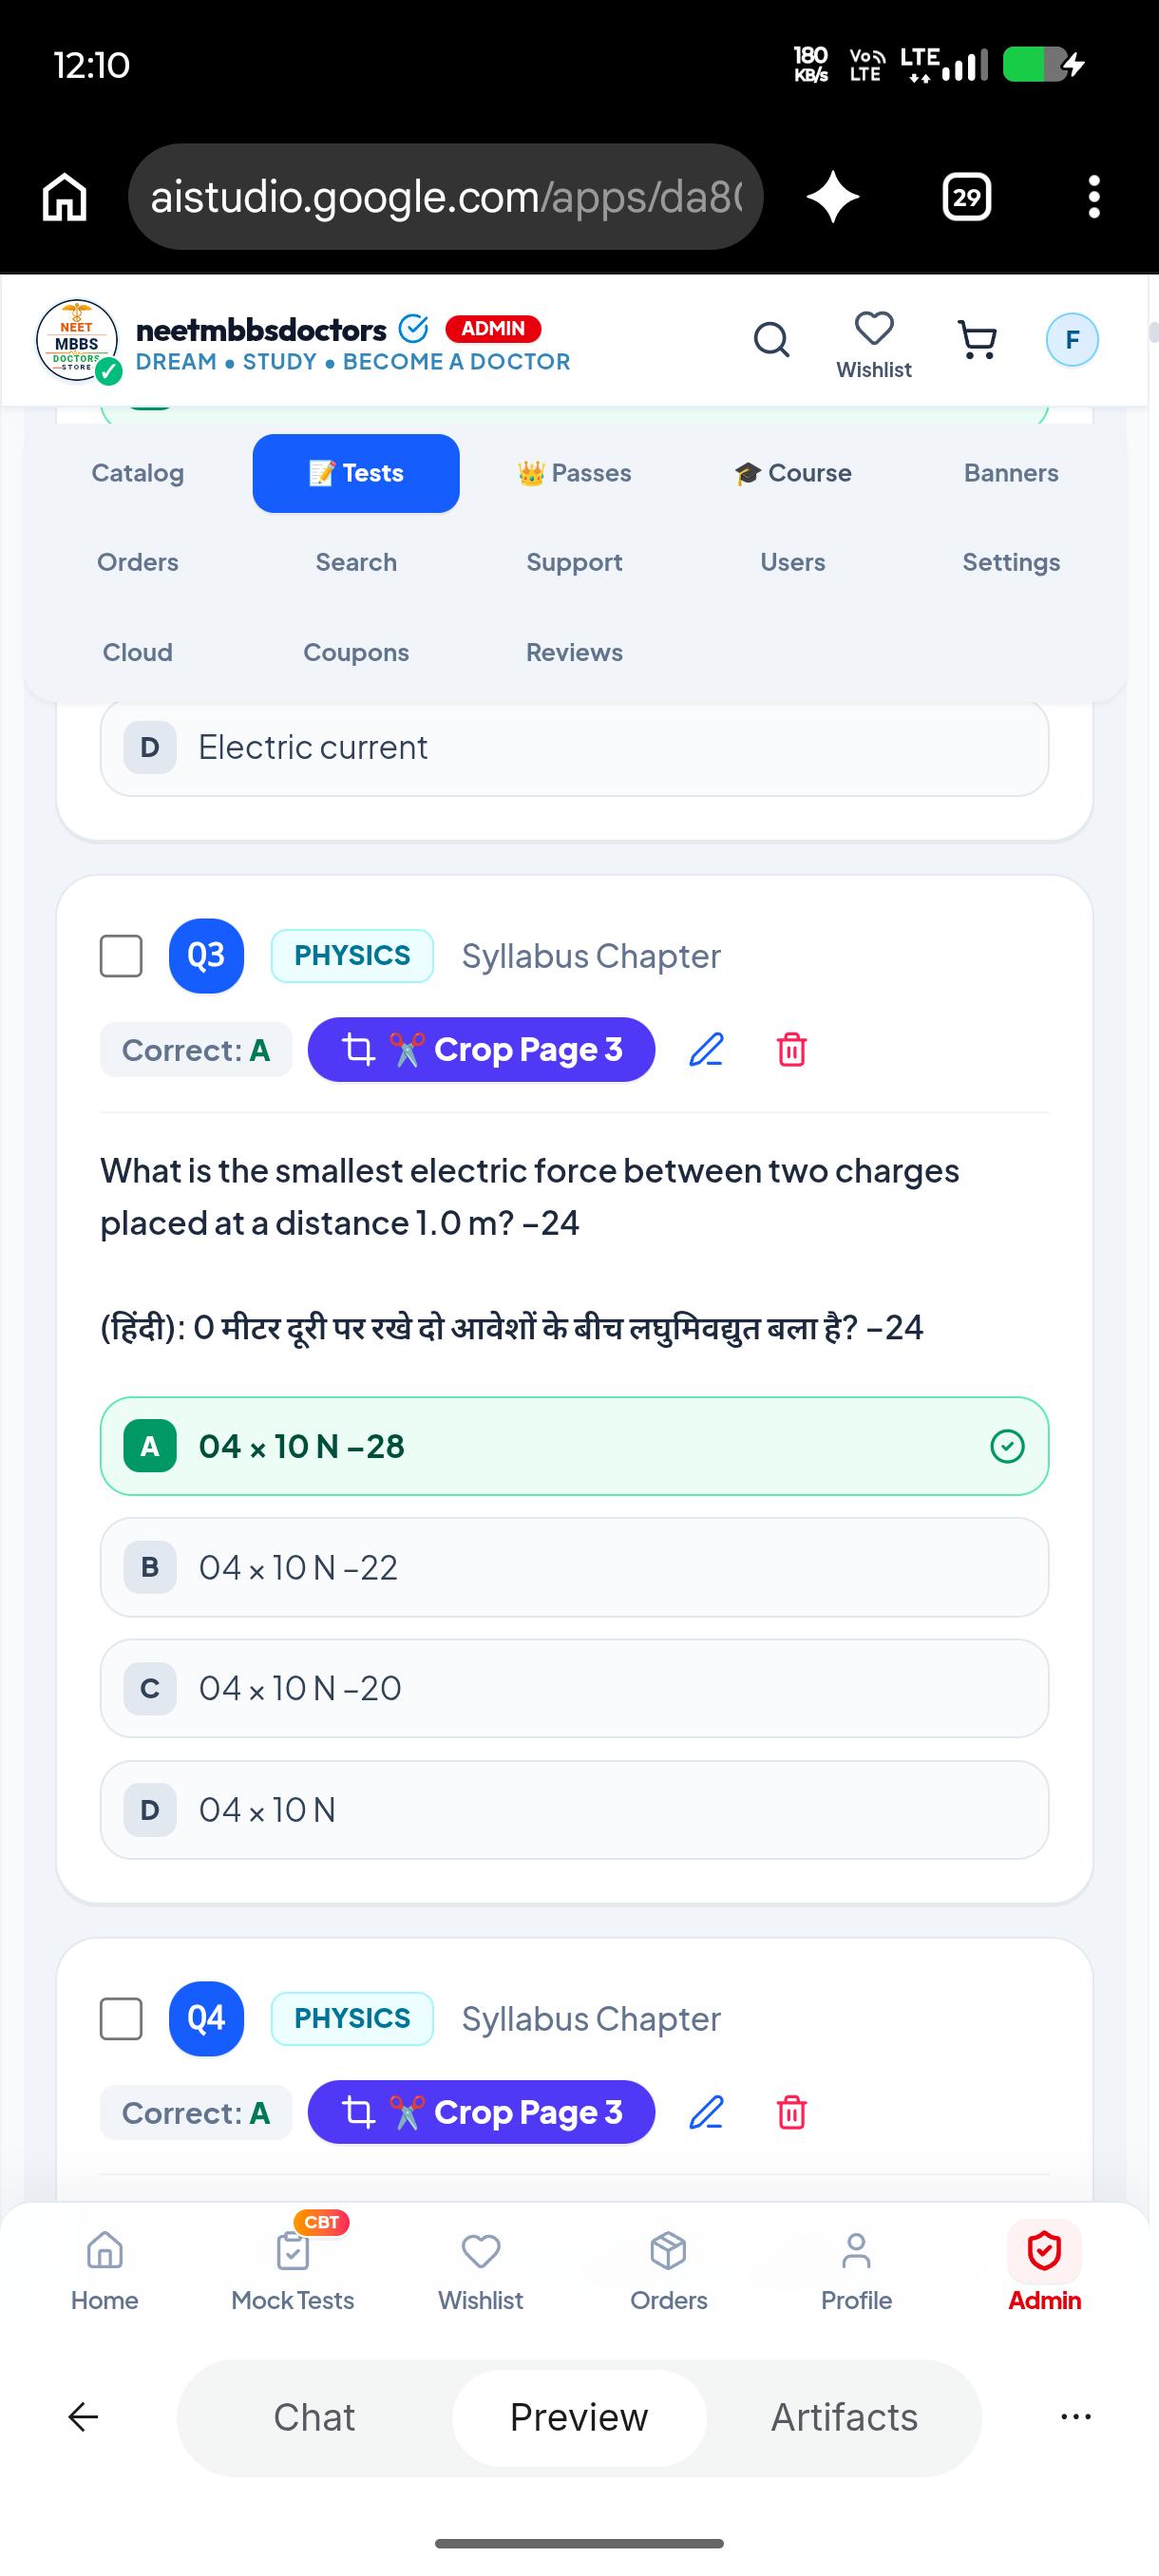 12:10
180 KB/s
Vo LTE
LTE
aistudio.google.com/apps/da8
29
NEET
MBBS
DOCTORS
STORE
neetmbbsdoctors ADMIN
DREAM • STUDY • BECOME A DOCTOR
Wishlist
F
Catalog 📝 Tests 👑 Passes 🎓 Course Banners
Orders Search Support Users Settings
Cloud Coupons Reviews
D Electric current
Q3 PHYSICS Syllabus Chapter
Correct: A ✂️ Crop Page 3
What is the smallest electric force between two charges
placed at a distance 1.0 m? −24
(हिंदी): 0 मीटर दूरी पर रखे दो आवेशों के बीच लघुमिवद्युत बला है? −24
A 04 × 10 N −28
B 04 × 10 N −22
C 04 × 10 N −20
D 04 × 10 N
Q4 PHYSICS Syllabus Chapter
Correct: A ✂️ Crop Page 3
CBT
Home Mock Tests Wishlist Orders Profile Admin
Chat Preview Artifacts